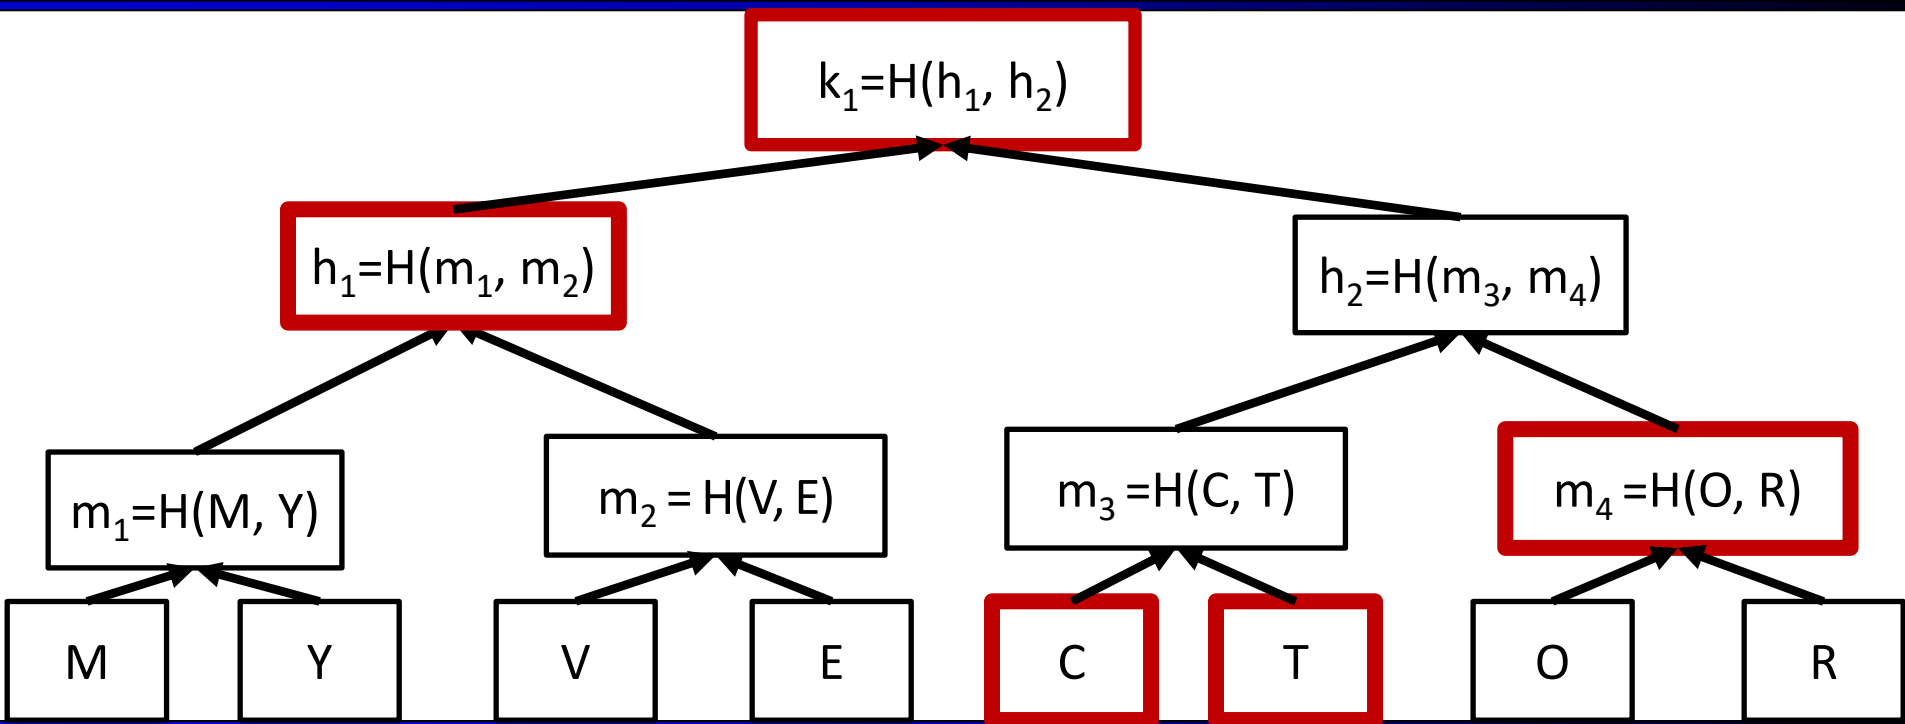 k₁=H(h₁, h₂)
h₁=H(m₁, m₂)
h₂=H(m₃, m₄)
m₁=H(M, Y)
m₂ = H(V, E)
m₃ =H(C, T)
m₄ =H(O, R)
M
Y
V
E
C
T
O
R